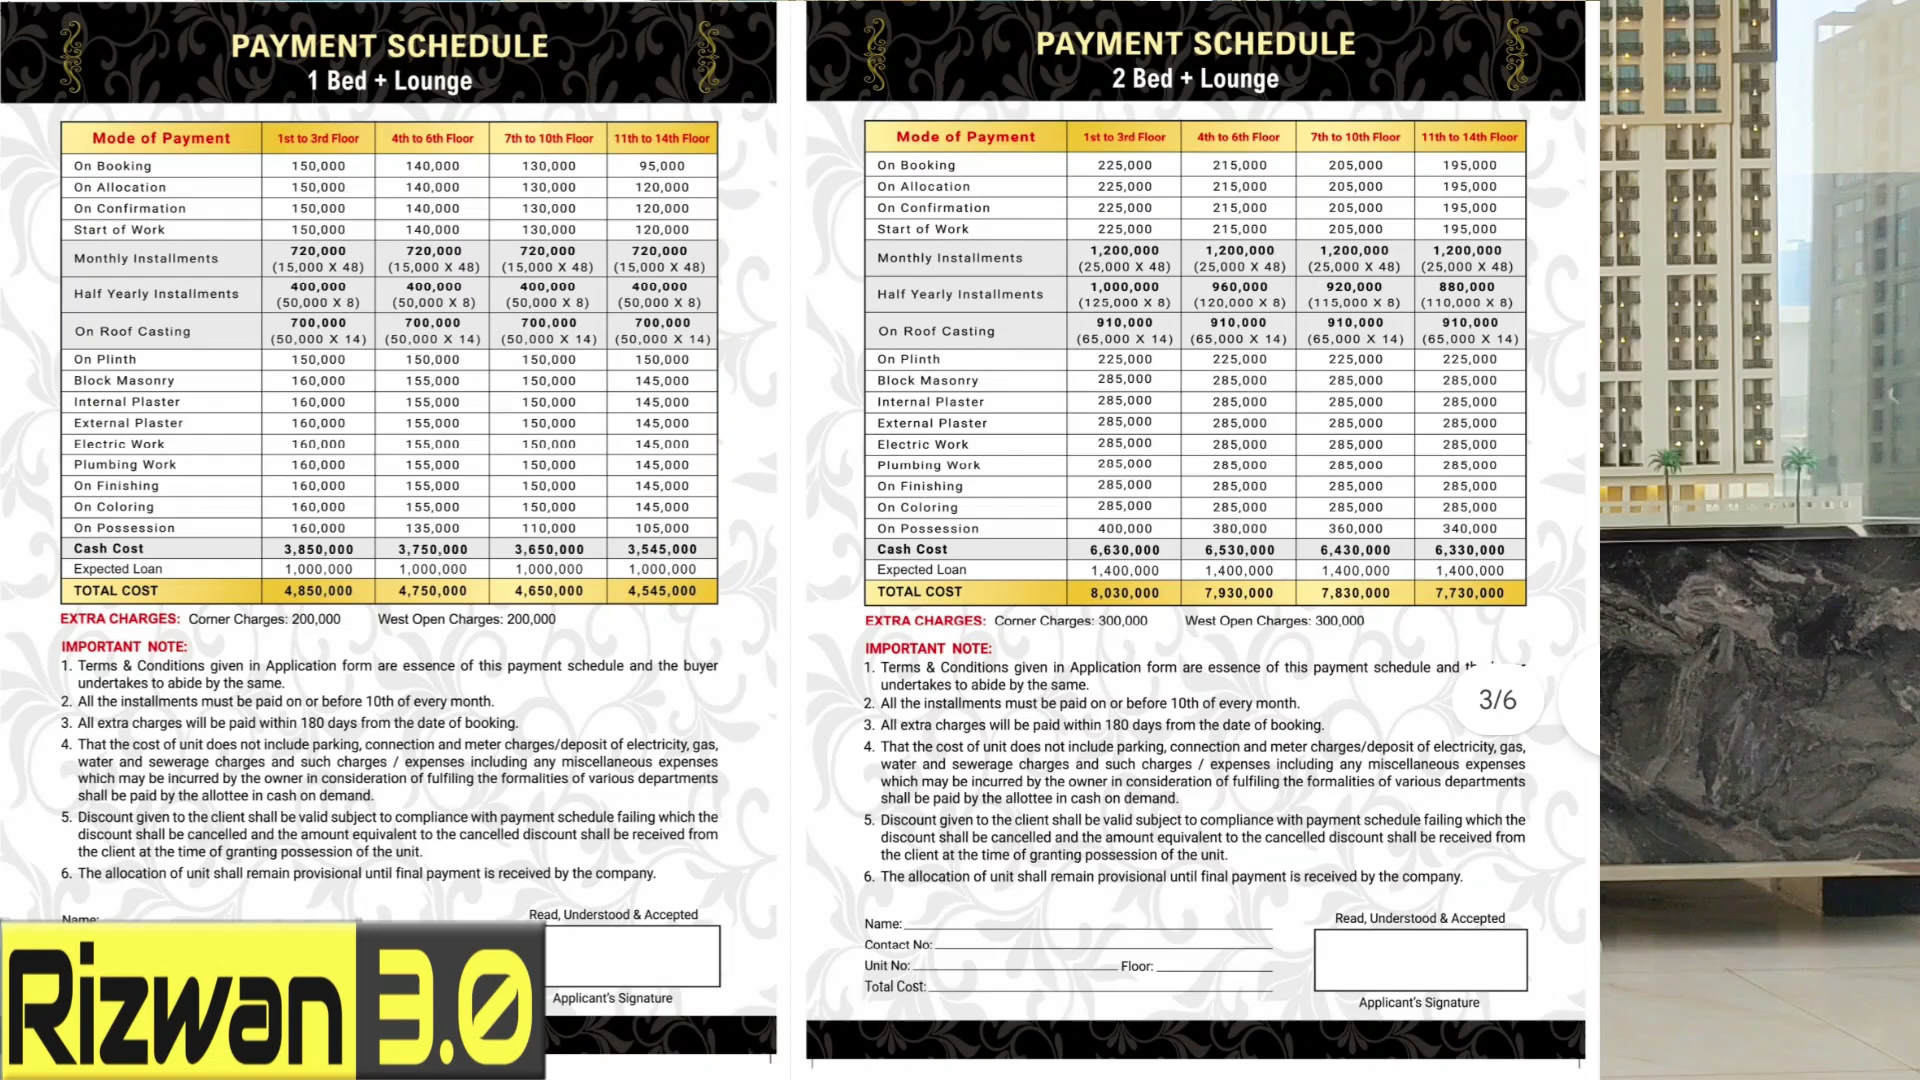 PAYMENT SCHEDULE
1 Bed + Lounge
Mode of Payment 1st to 3rd Floor 4th to 6th Floor 7th to 10th Floor 11th to 14th Floor
On Booking 150,000 140,000 130,000 95,000
On Allocation 150,000 140,000 130,000 120,000
On Confirmation 150,000 140,000 130,000 120,000
Start of Work 150,000 140,000 130,000 120,000
Monthly Installments 720,000 720,000 720,000 720,000
(15,000 X 48) (15,000 X 48) (15,000 X 48) (15,000 X 48)
Half Yearly Installments 400,000 400,000 400,000 400,000
(50,000 X 8) (50,000 X 8) (50,000 X 8) (50,000 X 8)
On Roof Casting 700,000 700,000 700,000 700,000
(50,000 X 14) (50,000 X 14) (50,000 X 14) (50,000 X 14)
On Plinth 150,000 150,000 150,000 150,000
Block Masonry 160,000 155,000 150,000 145,000
Internal Plaster 160,000 155,000 150,000 145,000
External Plaster 160,000 155,000 150,000 145,000
Electric Work 160,000 155,000 150,000 145,000
Plumbing Work 160,000 155,000 150,000 145,000
On Finishing 160,000 155,000 150,000 145,000
On Coloring 160,000 155,000 150,000 145,000
On Possession 160,000 135,000 110,000 105,000
Cash Cost 3,850,000 3,750,000 3,650,000 3,545,000
Expected Loan 1,000,000 1,000,000 1,000,000 1,000,000
TOTAL COST 4,850,000 4,750,000 4,650,000 4,545,000
EXTRA CHARGES: Corner Charges: 200,000 West Open Charges: 200,000
IMPORTANT NOTE:
1. Terms & Conditions given in Application form are essence of this payment schedule and the buyer
undertakes to abide by the same.
2. All the installments must be paid on or before 10th of every month.
3. All extra charges will be paid within 180 days from the date of booking.
4. That the cost of unit does not include parking, connection and meter charges/deposit of electricity, gas,
water and sewerage charges and such charges / expenses including any miscellaneous expenses
which may be incurred by the owner in consideration of fulfiling the formalities of various departments
shall be paid by the allottee in cash on demand.
5. Discount given to the client shall be valid subject to compliance with payment schedule failing which the
discount shall be cancelled and the amount equivalent to the cancelled discount shall be received from
the client at the time of granting possession of the unit.
6. The allocation of unit shall remain provisional until final payment is received by the company.
Name:
Read, Understood & Accepted
Applicant's Signature
Rizwan 3.0
PAYMENT SCHEDULE
2 Bed + Lounge
Mode of Payment 1st to 3rd Floor 4th to 6th Floor 7th to 10th Floor 11th to 14th Floor
On Booking 225,000 215,000 205,000 195,000
On Allocation 225,000 215,000 205,000 195,000
On Confirmation 225,000 215,000 205,000 195,000
Start of Work 225,000 215,000 205,000 195,000
Monthly Installments 1,200,000 1,200,000 1,200,000 1,200,000
(25,000 X 48) (25,000 X 48) (25,000 X 48) (25,000 X 48)
Half Yearly Installments 1,000,000 960,000 920,000 880,000
(125,000 X 8) (120,000 X 8) (115,000 X 8) (110,000 X 8)
On Roof Casting 910,000 910,000 910,000 910,000
(65,000 X 14) (65,000 X 14) (65,000 X 14) (65,000 X 14)
On Plinth 225,000 225,000 225,000 225,000
Block Masonry 285,000 285,000 285,000 285,000
Internal Plaster 285,000 285,000 285,000 285,000
External Plaster 285,000 285,000 285,000 285,000
Electric Work 285,000 285,000 285,000 285,000
Plumbing Work 285,000 285,000 285,000 285,000
On Finishing 285,000 285,000 285,000 285,000
On Coloring 285,000 285,000 285,000 285,000
On Possession 400,000 380,000 360,000 340,000
Cash Cost 6,630,000 6,530,000 6,430,000 6,330,000
Expected Loan 1,400,000 1,400,000 1,400,000 1,400,000
TOTAL COST 8,030,000 7,930,000 7,830,000 7,730,000
EXTRA CHARGES: Corner Charges: 300,000 West Open Charges: 300,000
IMPORTANT NOTE:
1. Terms & Conditions given in Application form are essence of this payment schedule and
undertakes to abide by the same.
2. All the installments must be paid on or before 10th of every month.
3. All extra charges will be paid within 180 days from the date of booking.
4. That the cost of unit does not include parking, connection and meter charges/deposit of electricity, gas,
water and sewerage charges and such charges / expenses including any miscellaneous expenses
which may be incurred by the owner in consideration of fulfiling the formalities of various departments
shall be paid by the allottee in cash on demand.
5. Discount given to the client shall be valid subject to compliance with payment schedule failing which the
discount shall be cancelled and the amount equivalent to the cancelled discount shall be received from
the client at the time of granting possession of the unit.
6. The allocation of unit shall remain provisional until final payment is received by the company.
Name:
Contact No:
Unit No: Floor:
Total Cost:
Read, Understood & Accepted
Applicant's Signature
3/6